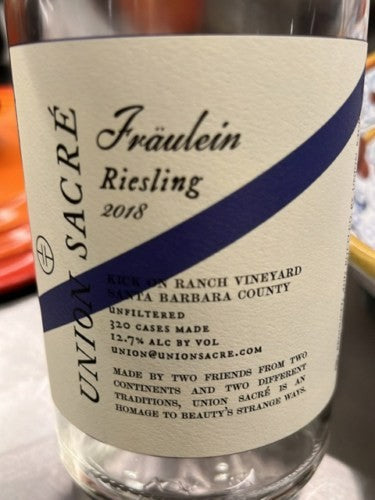 UNION SACRÉ
Fräulein
Riesling
2018
KICK ON RANCH VINEYARD
SANTA BARBARA COUNTY
UNFILTERED
320 CASES MADE
12.7% ALC BY VOL
UNION@UNIONSACRE.COM
MADE BY TWO FRIENDS FROM TWO
CONTINENTS AND TWO DIFFERENT
TRADITIONS, UNION SACRÉ IS AN
HOMAGE TO BEAUTY'S STRANGE WAYS.